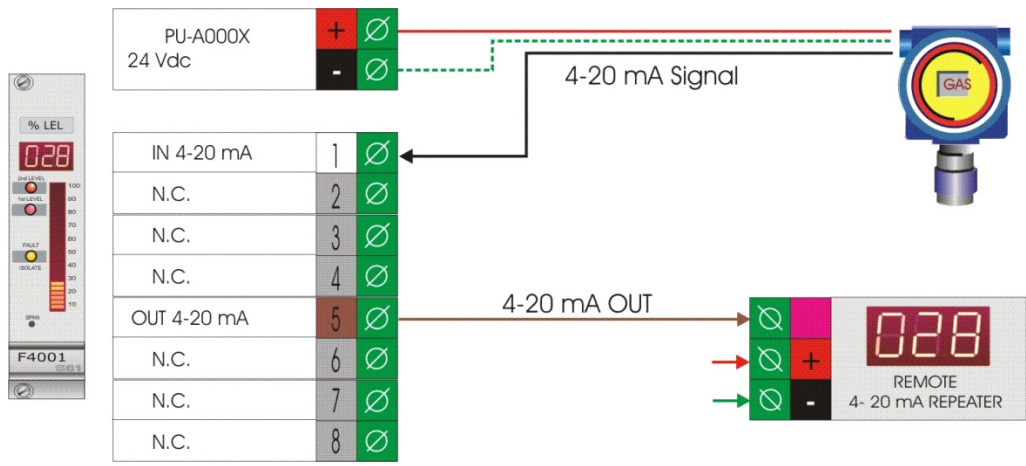 PU-A000X
24 Vdc
+
-
4-20 mA Signal
GAS
% LEL
028
2nd LEVEL
1st LEVEL
100
90
80
70
60
50
40
30
20
10
FAULT
ISOLATE
SPAN
F4001
IN 4-20 mA 1
N.C. 2
N.C. 3
N.C. 4
OUT 4-20 mA 5
N.C. 6
N.C. 7
N.C. 8
4-20 mA OUT
+
-
028
REMOTE
4- 20 mA REPEATER